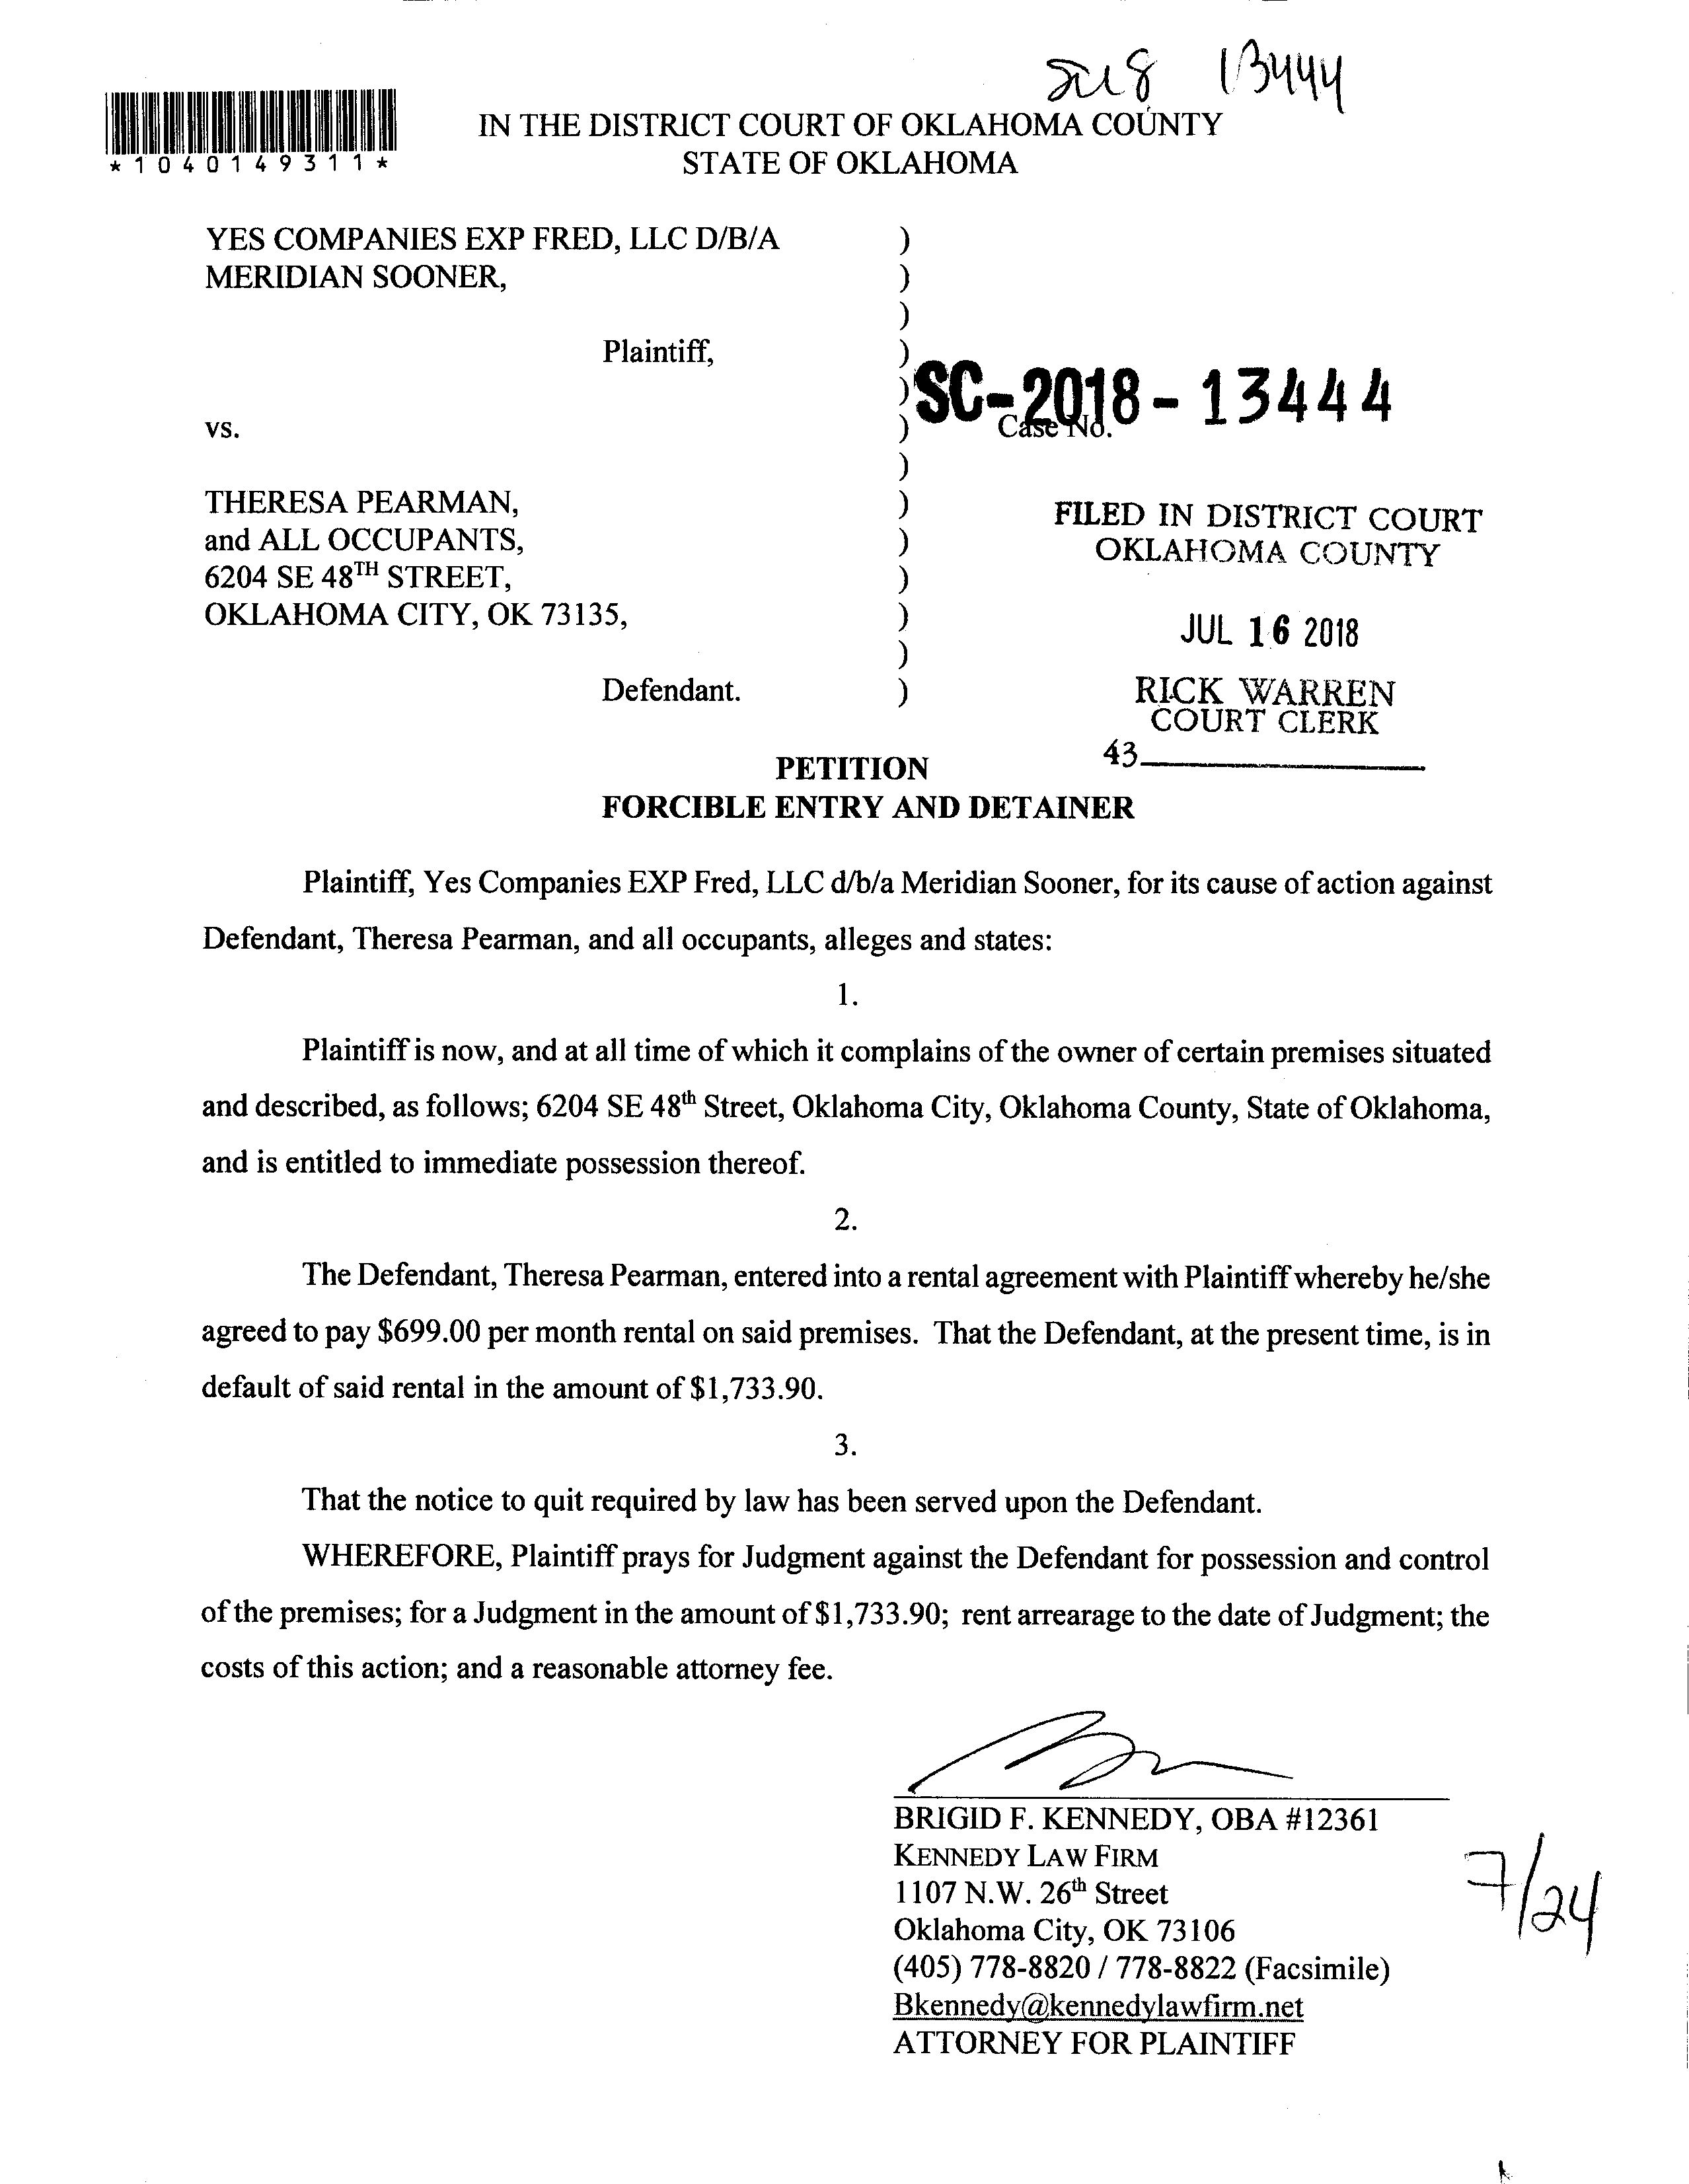 13444
*1040149311*
IN THE DISTRICT COURT OF OKLAHOMA COUNTY
STATE OF OKLAHOMA
YES COMPANIES EXP FRED, LLC D/B/A )
MERIDIAN SOONER, )
)
Plaintiff, )
) SC-2018-13444
vs. ) Case No.
)
THERESA PEARMAN, )
and ALL OCCUPANTS, )
6204 SE 48TH STREET, )
OKLAHOMA CITY, OK 73135, )
)
Defendant. )
FILED IN DISTRICT COURT
OKLAHOMA COUNTY
JUL 16 2018
RICK WARREN
COURT CLERK
43
PETITION
FORCIBLE ENTRY AND DETAINER
Plaintiff, Yes Companies EXP Fred, LLC d/b/a Meridian Sooner, for its cause of action against
Defendant, Theresa Pearman, and all occupants, alleges and states:
1.
Plaintiff is now, and at all time of which it complains of the owner of certain premises situated
and described, as follows; 6204 SE 48th Street, Oklahoma City, Oklahoma County, State of Oklahoma,
and is entitled to immediate possession thereof.
2.
The Defendant, Theresa Pearman, entered into a rental agreement with Plaintiff whereby he/she
agreed to pay $699.00 per month rental on said premises. That the Defendant, at the present time, is in
default of said rental in the amount of $1,733.90.
3.
That the notice to quit required by law has been served upon the Defendant.
WHEREFORE, Plaintiff prays for Judgment against the Defendant for possession and control
of the premises; for a Judgment in the amount of $1,733.90; rent arrearage to the date of Judgment; the
costs of this action; and a reasonable attorney fee.
BRIGID F. KENNEDY, OBA #12361
KENNEDY LAW FIRM
1107 N.W. 26th Street
Oklahoma City, OK 73106
(405) 778-8820 / 778-8822 (Facsimile)
Bkennedy@kennedylawfirm.net
ATTORNEY FOR PLAINTIFF
7/24